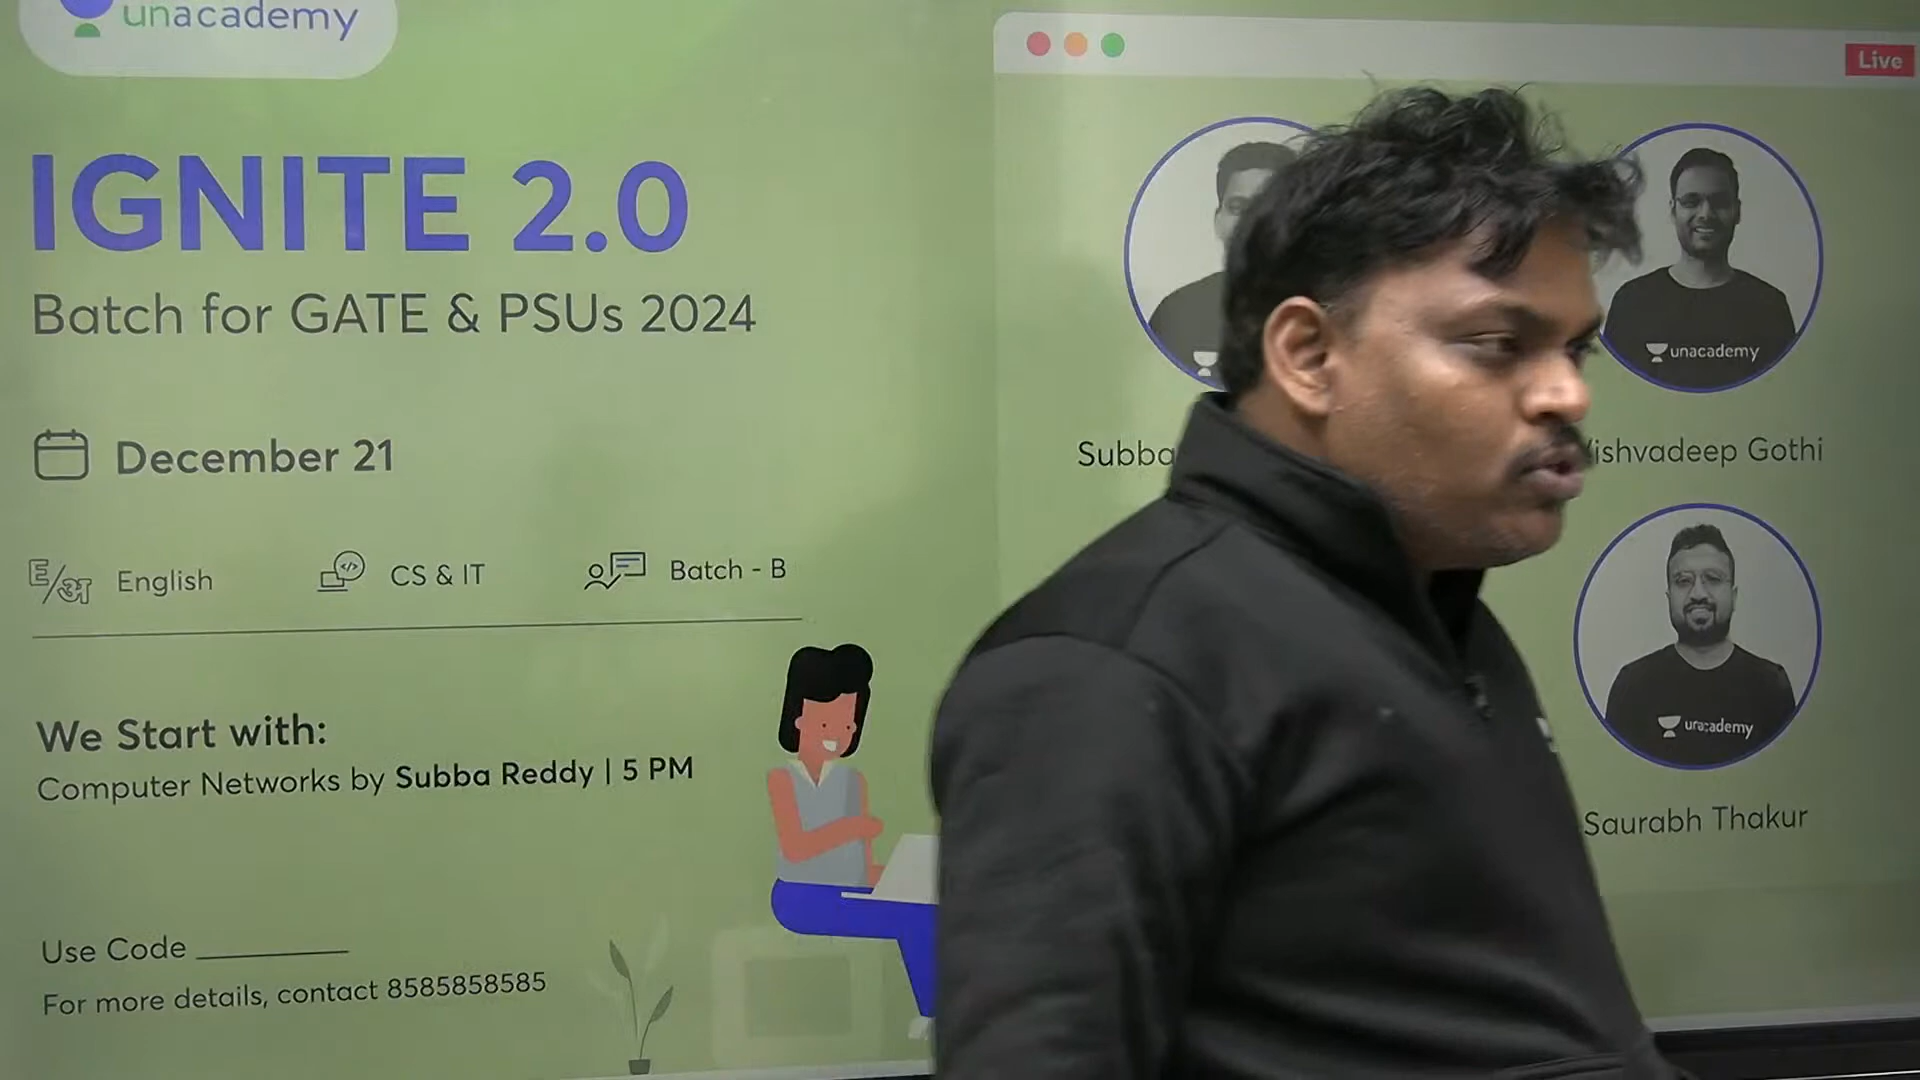 unacademy
IGNITE 2.0
Batch for GATE & PSUs 2024
December 21
E/अ English
CS & IT
Batch - B
We Start with:
Computer Networks by Subba Reddy | 5 PM
Use Code
For more details, contact 8585858585
Live
unacademy
Subba
ishvadeep Gothi
unacademy
Saurabh Thakur